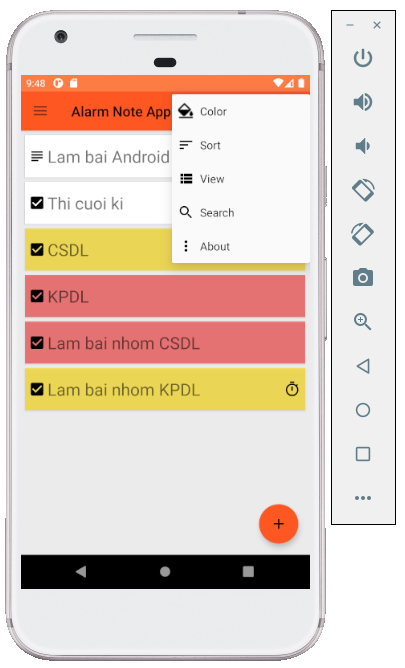 9:48
Alarm Note App
Color
Sort
View
Search
About
Lam bai Android
Thi cuoi ki
CSDL
KPDL
Lam bai nhom CSDL
Lam bai nhom KPDL